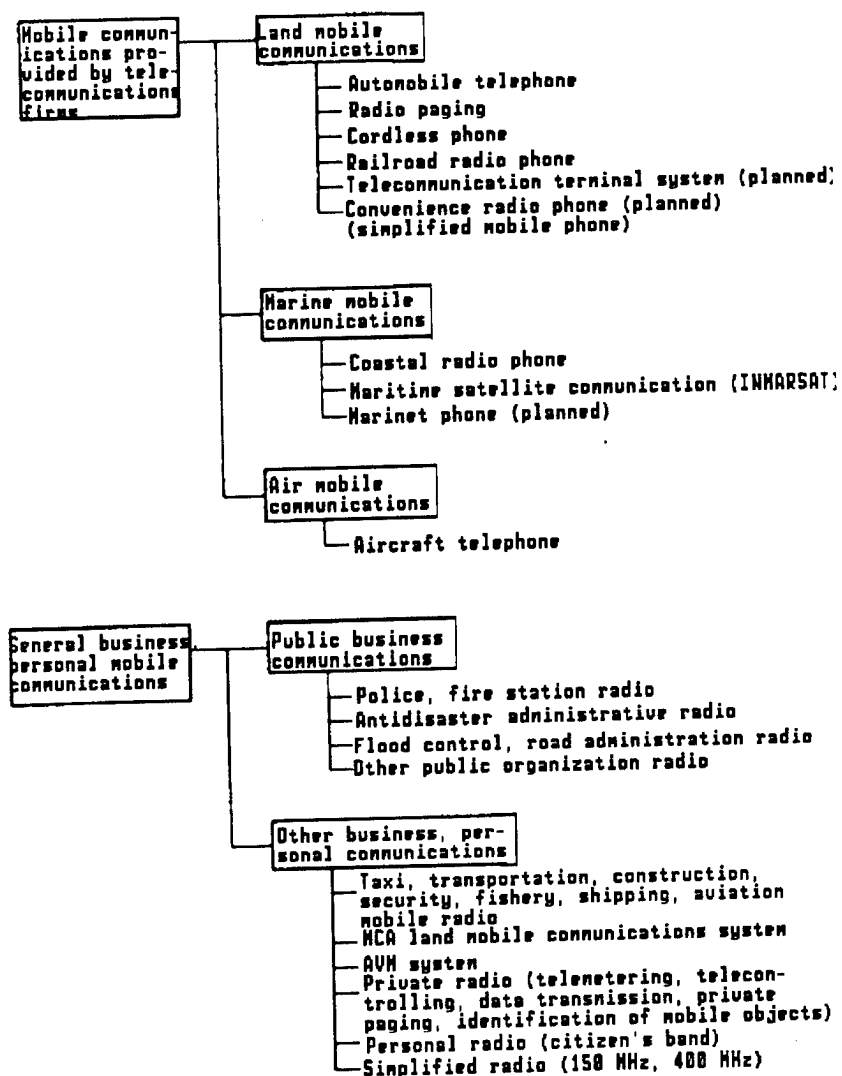 Mobile commun-
ications pro-
vided by tele-
communications
firms
Land mobile
communications
Automobile telephone
Radio paging
Cordless phone
Railroad radio phone
Telecommunication terminal system (planned)
Convenience radio phone (planned)
(simplified mobile phone)
Marine mobile
communications
Coastal radio phone
Maritime satellite communication (INMARSAT)
Marinet phone (planned)
Air mobile
communications
Aircraft telephone
General business
personal mobile
communications
Public business
communications
Police, fire station radio
Antidisaster administrative radio
Flood control, road administration radio
Other public organization radio
Other business, per-
sonal communications
Taxi, transportation, construction,
security, fishery, shipping, aviation
mobile radio
MCA land mobile communications system
AVM system
Private radio (telemetering, telecon-
trolling, data transmission, private
paging, identification of mobile objects)
Personal radio (citizen's band)
Simplified radio (150 MHz, 400 MHz)